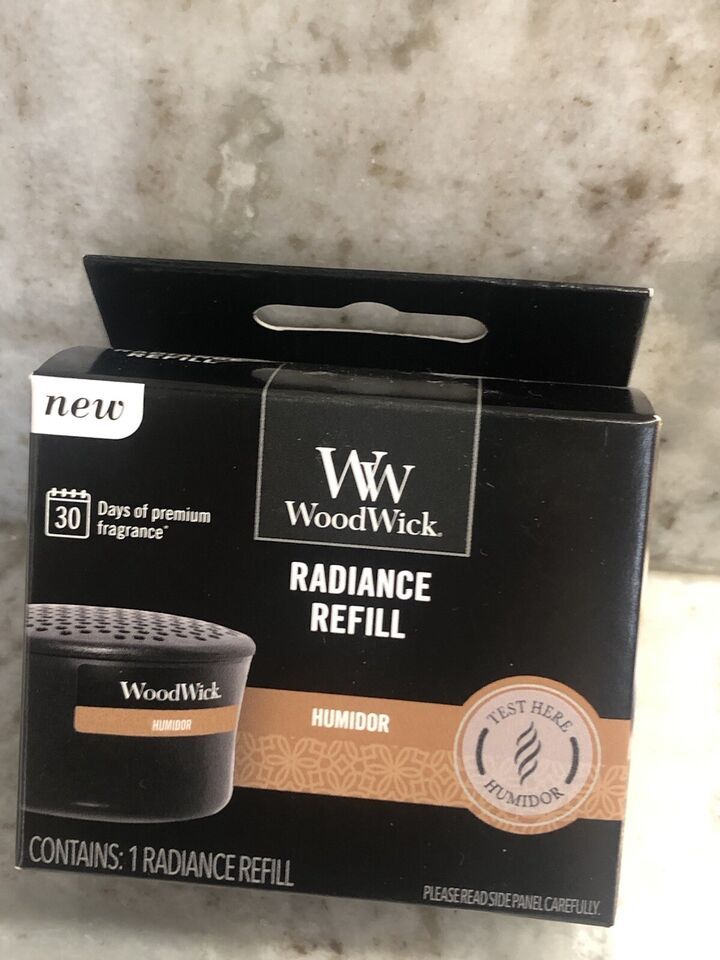 REFILL
new
30
Days of premium
fragrance*
WW
WoodWick®
RADIANCE
REFILL
WoodWick®
HUMIDOR
HUMIDOR
TEST HERE
HUMIDOR
CONTAINS: 1 RADIANCE REFILL
PLEASE READ SIDE PANEL CAREFULLY.